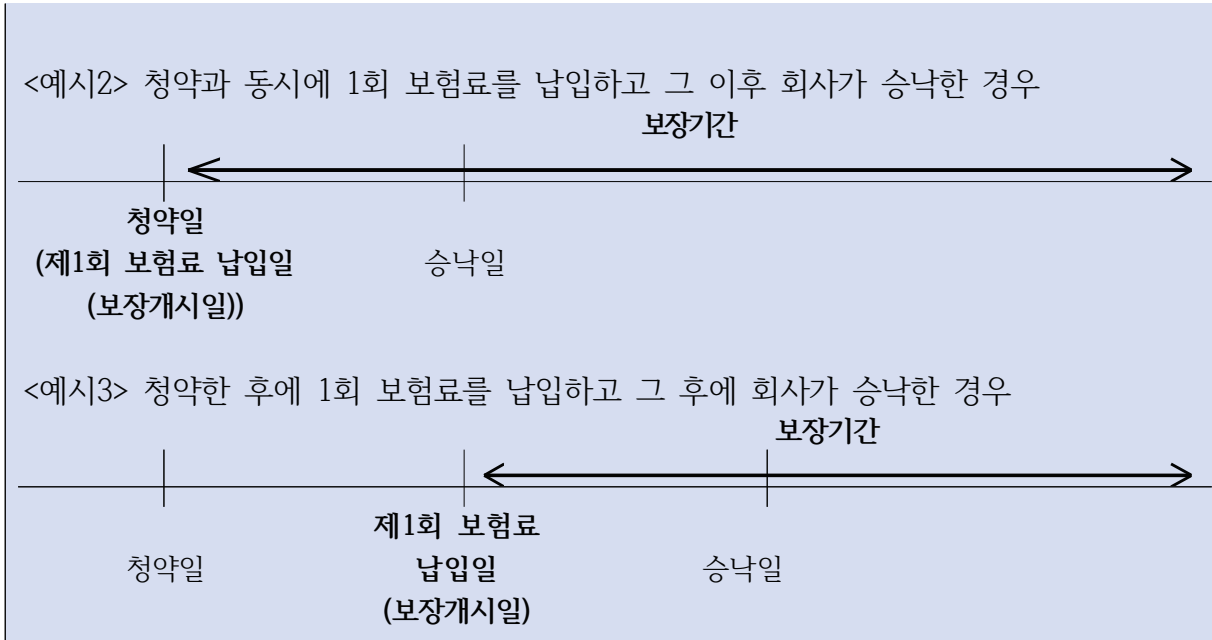 <예시2> 청약과 동시에 1회 보험료를 납입하고 그 이후 회사가 승낙한 경우
보장기간
청약일
(제1회 보험료 납입일
(보장개시일))
승낙일
<예시3> 청약한 후에 1회 보험료를 납입하고 그 후에 회사가 승낙한 경우
보장기간
청약일
제1회 보험료
납입일
(보장개시일)
승낙일